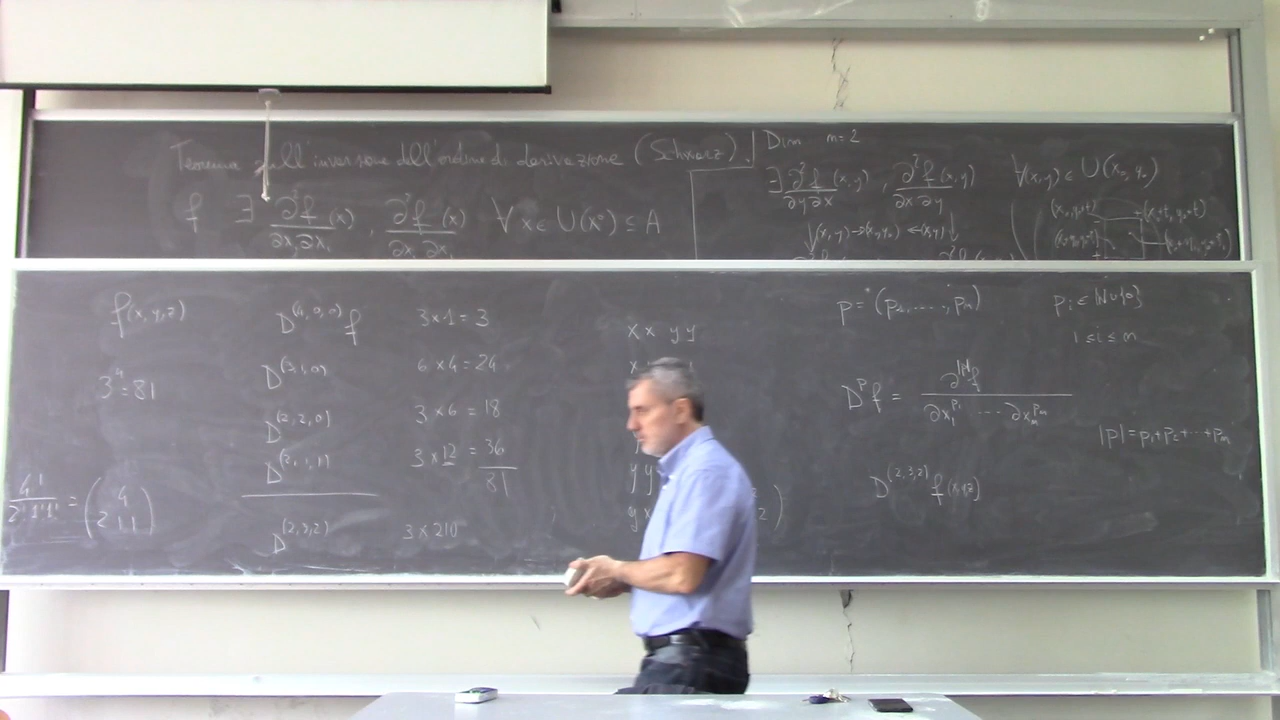 Teorema sull'inversione dell'ordine di derivazione (Schwarz).
f ∃ ∂²f/∂x∂x (x), ∂²f/∂x∂x (x) ∀ x ∈ U(x°) ⊆ A
Dim n=2
∃ ∂²f/∂y∂x (x,y), ∂²f/∂x∂y (x,y) ∀(x,y) ∈ U(x₀,y₀)
(x,y)→(x₀,y₀) ←(x,y)
f(x,y,z)
3⁴=81
4!/2!1!1! = (4 2 1 1)
D^(4,0,0) f 3×1=3
D^(3,1,0) 6×4=24
D^(2,2,0) 3×6=18
D^(2,1,1) 3×12=36
81
D^(2,3,2) 3×210
x x y y
p = (p₁,....,pₙ) pᵢ ∈ ℕ∪{0}
1≤i≤n
D^p f = ∂^|p| f / ∂x₁^p₁ ... ∂xₙ^pₙ
|p|=p₁+p₂+...+pₙ
D^(2,3,2) f(x,y,z)